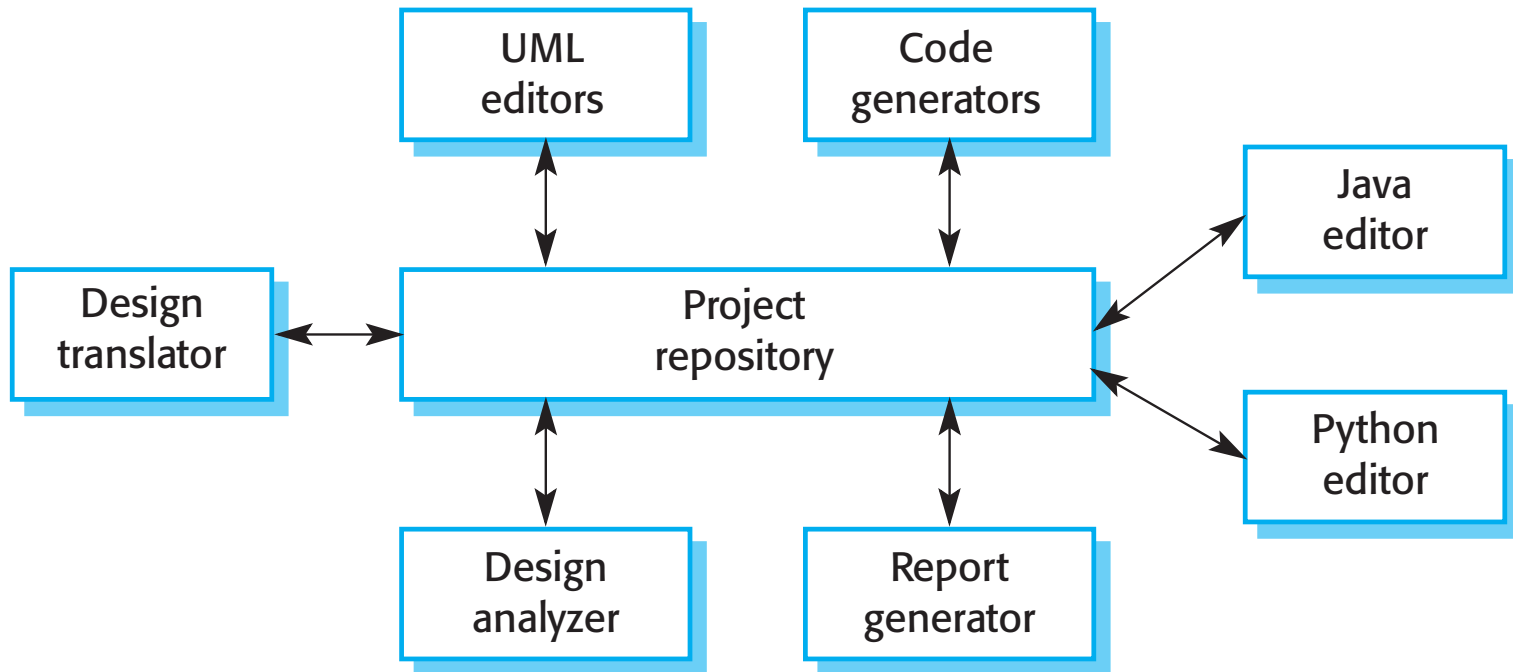 UML
editors
Code
generators
Java
editor
Design
translator
Project
repository
Python
editor
Design
analyzer
Report
generator